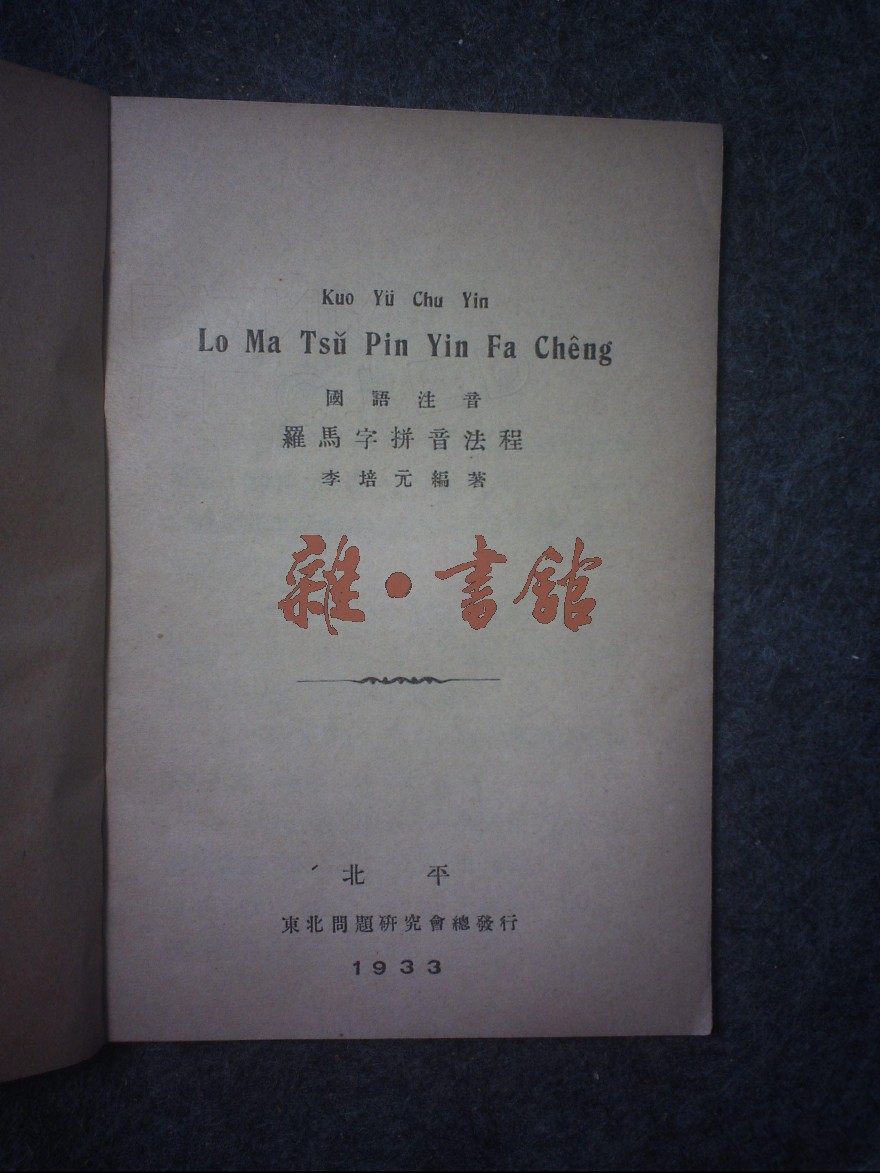 Kuo Yü Chu Yin
Lo Ma Tsŭ Pin Yin Fa Chêng
國語注音
羅馬字拼音法程
李培元編著
雜·書館
北平
東北問題研究會總發行
1933